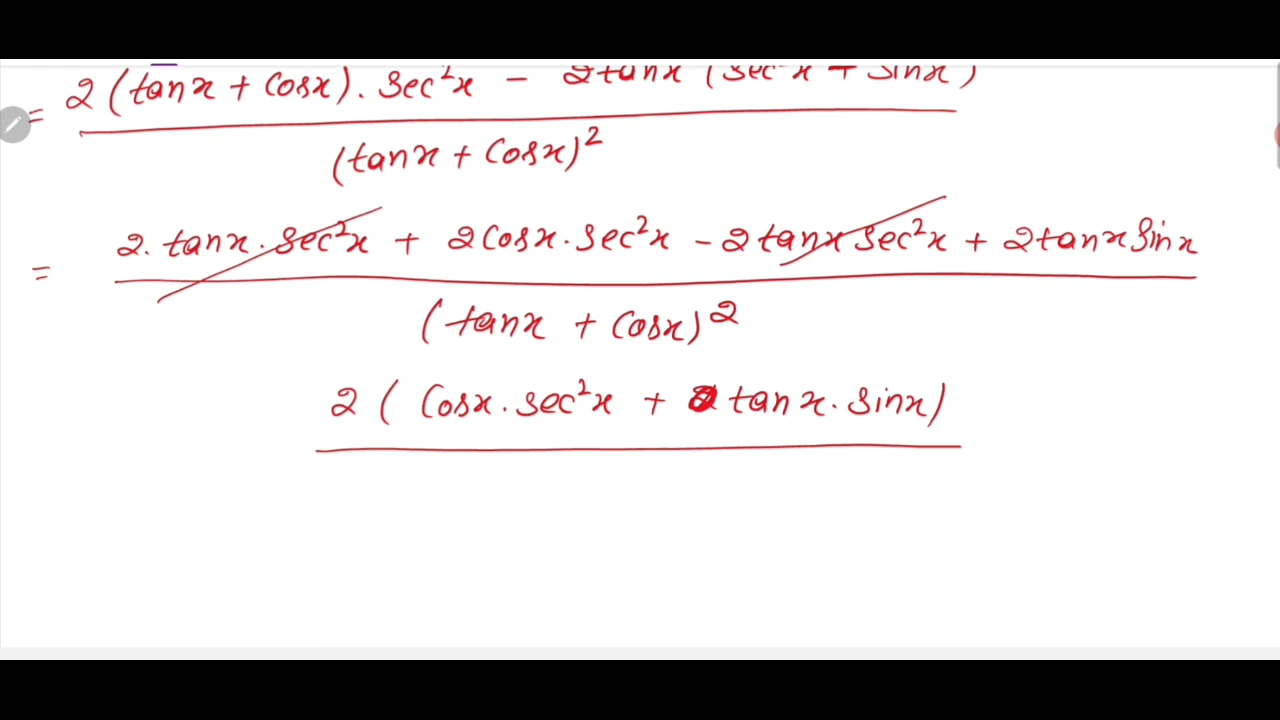 = 2 (tanx + Cosx). Sec²x - 2tanx (Sec²x + Sinx)
(tanx + Cosx)²
= 2. tanx. Sec²x + 2Cosx. Sec²x - 2tanx Sec²x + 2tanx Sinx
(tanx + Cosx)²
2 ( Cosx. sec²x + tanx. sinx)